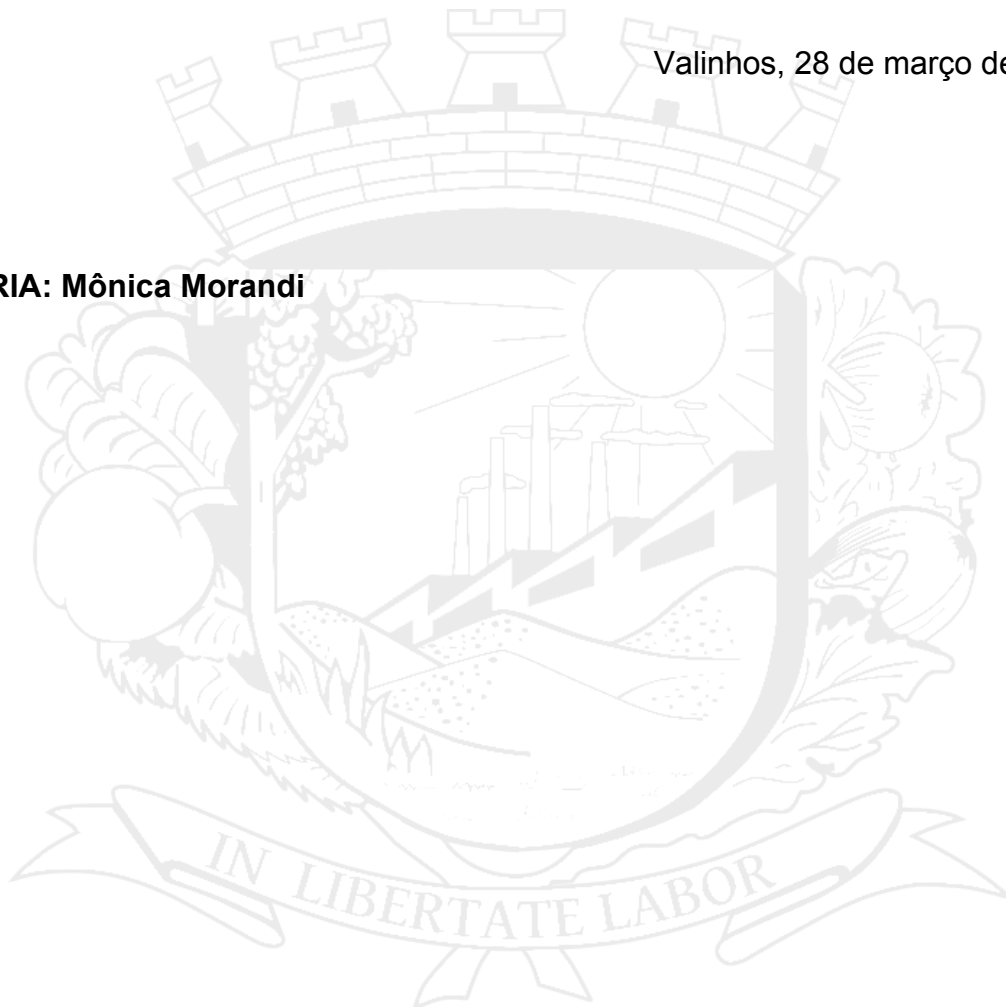 Valinhos, 28 de março de
RIA: Mônica Morandi
IN LIBERTATE LABOR